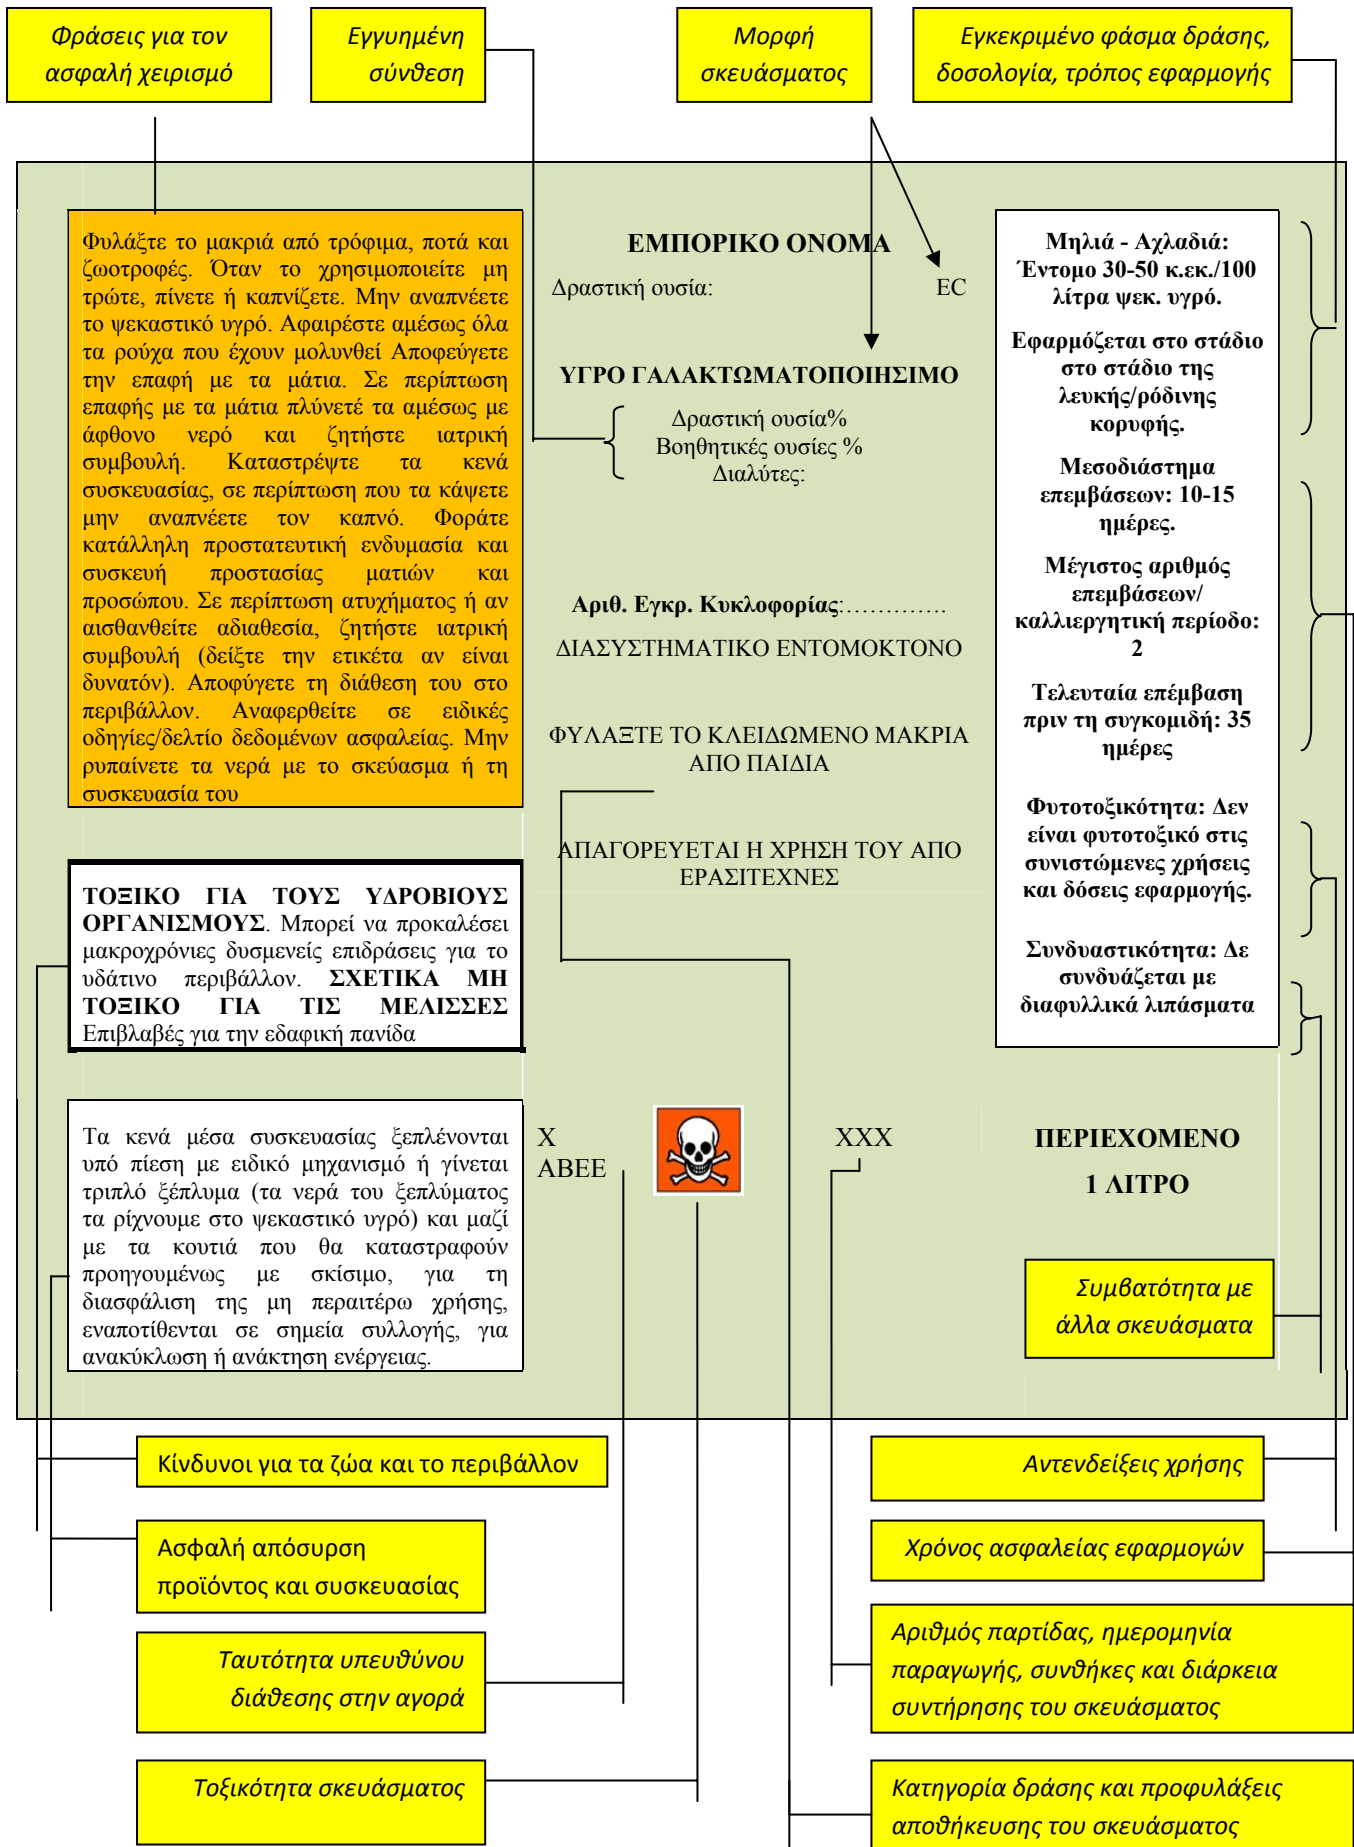 Φράσεις για τον
ασφαλή χειρισμό
Εγγυημένη
σύνθεση
Μορφή
σκευάσματος
Εγκεκριμένο φάσμα δράσης,
δοσολογία, τρόπος εφαρμογής
Φυλάξτε το μακριά από τρόφιμα, ποτά και
ζωοτροφές. Όταν το χρησιμοποιείτε μη
τρώτε, πίνετε ή καπνίζετε. Μην αναπνέετε
το ψεκαστικό υγρό. Αφαιρέστε αμέσως όλα
τα ρούχα που έχουν μολυνθεί Αποφεύγετε
την επαφή με τα μάτια. Σε περίπτωση
επαφής με τα μάτια πλύνετέ τα αμέσως με
άφθονο νερό και ζητήστε ιατρική
συμβουλή. Καταστρέψτε τα κενά
συσκευασίας, σε περίπτωση που τα κάψετε
μην αναπνέετε τον καπνό. Φοράτε
κατάλληλη προστατευτική ενδυμασία και
συσκευή προστασίας ματιών και
προσώπου. Σε περίπτωση ατυχήματος ή αν
αισθανθείτε αδιαθεσία, ζητήστε ιατρική
συμβουλή (δείξτε την ετικέτα αν είναι
δυνατόν). Αποφύγετε τη διάθεση του στο
περιβάλλον. Αναφερθείτε σε ειδικές
οδηγίες/δελτίο δεδομένων ασφαλείας. Μην
ρυπαίνετε τα νερά με το σκεύασμα ή τη
συσκευασία του
ΤΟΞΙΚΟ ΓΙΑ ΤΟΥΣ ΥΔΡΟΒΙΟΥΣ
ΟΡΓΑΝΙΣΜΟΥΣ. Μπορεί να προκαλέσει
μακροχρόνιες δυσμενείς επιδράσεις για το
υδάτινο περιβάλλον. ΣΧΕΤΙΚΑ ΜΗ
ΤΟΞΙΚΟ ΓΙΑ ΤΙΣ ΜΕΛΙΣΣΕΣ
Επιβλαβές για την εδαφική πανίδα
Τα κενά μέσα συσκευασίας ξεπλένονται
υπό πίεση με ειδικό μηχανισμό ή γίνεται
τριπλό ξέπλυμα (τα νερά του ξεπλύματος
τα ρίχνουμε στο ψεκαστικό υγρό) και μαζί
με τα κουτιά που θα καταστραφούν
προηγουμένως με σκίσιμο, για τη
διασφάλιση της μη περαιτέρω χρήσης,
εναποτίθενται σε σημεία συλλογής, για
ανακύκλωση ή ανάκτηση ενέργειας.
ΕΜΠΟΡΙΚΟ ΟΝΟΜΑ
Δραστική ουσία: EC
ΥΓΡΟ ΓΑΛΑΚΤΩΜΑΤΟΠΟΙΗΣΙΜΟ
Δραστική ουσία%
Βοηθητικές ουσίες %
Διαλύτες:
Αριθ. Εγκρ. Κυκλοφορίας:………….
ΔΙΑΣΥΣΤΗΜΑΤΙΚΟ ΕΝΤΟΜΟΚΤΟΝΟ
ΦΥΛΑΞΤΕ ΤΟ ΚΛΕΙΔΩΜΕΝΟ ΜΑΚΡΙΑ
ΑΠΟ ΠΑΙΔΙΑ
ΑΠΑΓΟΡΕΥΕΤΑΙ Η ΧΡΗΣΗ ΤΟΥ ΑΠΟ
ΕΡΑΣΙΤΕΧΝΕΣ
Χ
ΑΒΕΕ
ΧΧΧ
Μηλιά - Αχλαδιά:
Έντομο 30-50 κ.εκ./100
λίτρα ψεκ. υγρό.
Εφαρμόζεται στο στάδιο
στο στάδιο της
λευκής/ρόδινης
κορυφής.
Μεσοδιάστημα
επεμβάσεων: 10-15
ημέρες.
Μέγιστος αριθμός
επεμβάσεων/
καλλιεργητική περίοδο:
2
Τελευταία επέμβαση
πριν τη συγκομιδή: 35
ημέρες
Φυτοτοξικότητα: Δεν
είναι φυτοτοξικό στις
συνιστώμενες χρήσεις
και δόσεις εφαρμογής.
Συνδυαστικότητα: Δε
συνδυάζεται με
διαφυλλικά λιπάσματα
ΠΕΡΙΕΧΟΜΕΝΟ
1 ΛΙΤΡΟ
Συμβατότητα με
άλλα σκευάσματα
Κίνδυνοι για τα ζώα και το περιβάλλον
Ασφαλή απόσυρση
προϊόντος και συσκευασίας
Ταυτότητα υπευθύνου
διάθεσης στην αγορά
Τοξικότητα σκευάσματος
Αντενδείξεις χρήσης
Χρόνος ασφαλείας εφαρμογών
Αριθμός παρτίδας, ημερομηνία
παραγωγής, συνθήκες και διάρκεια
συντήρησης του σκευάσματος
Κατηγορία δράσης και προφυλάξεις
αποθήκευσης του σκευάσματος